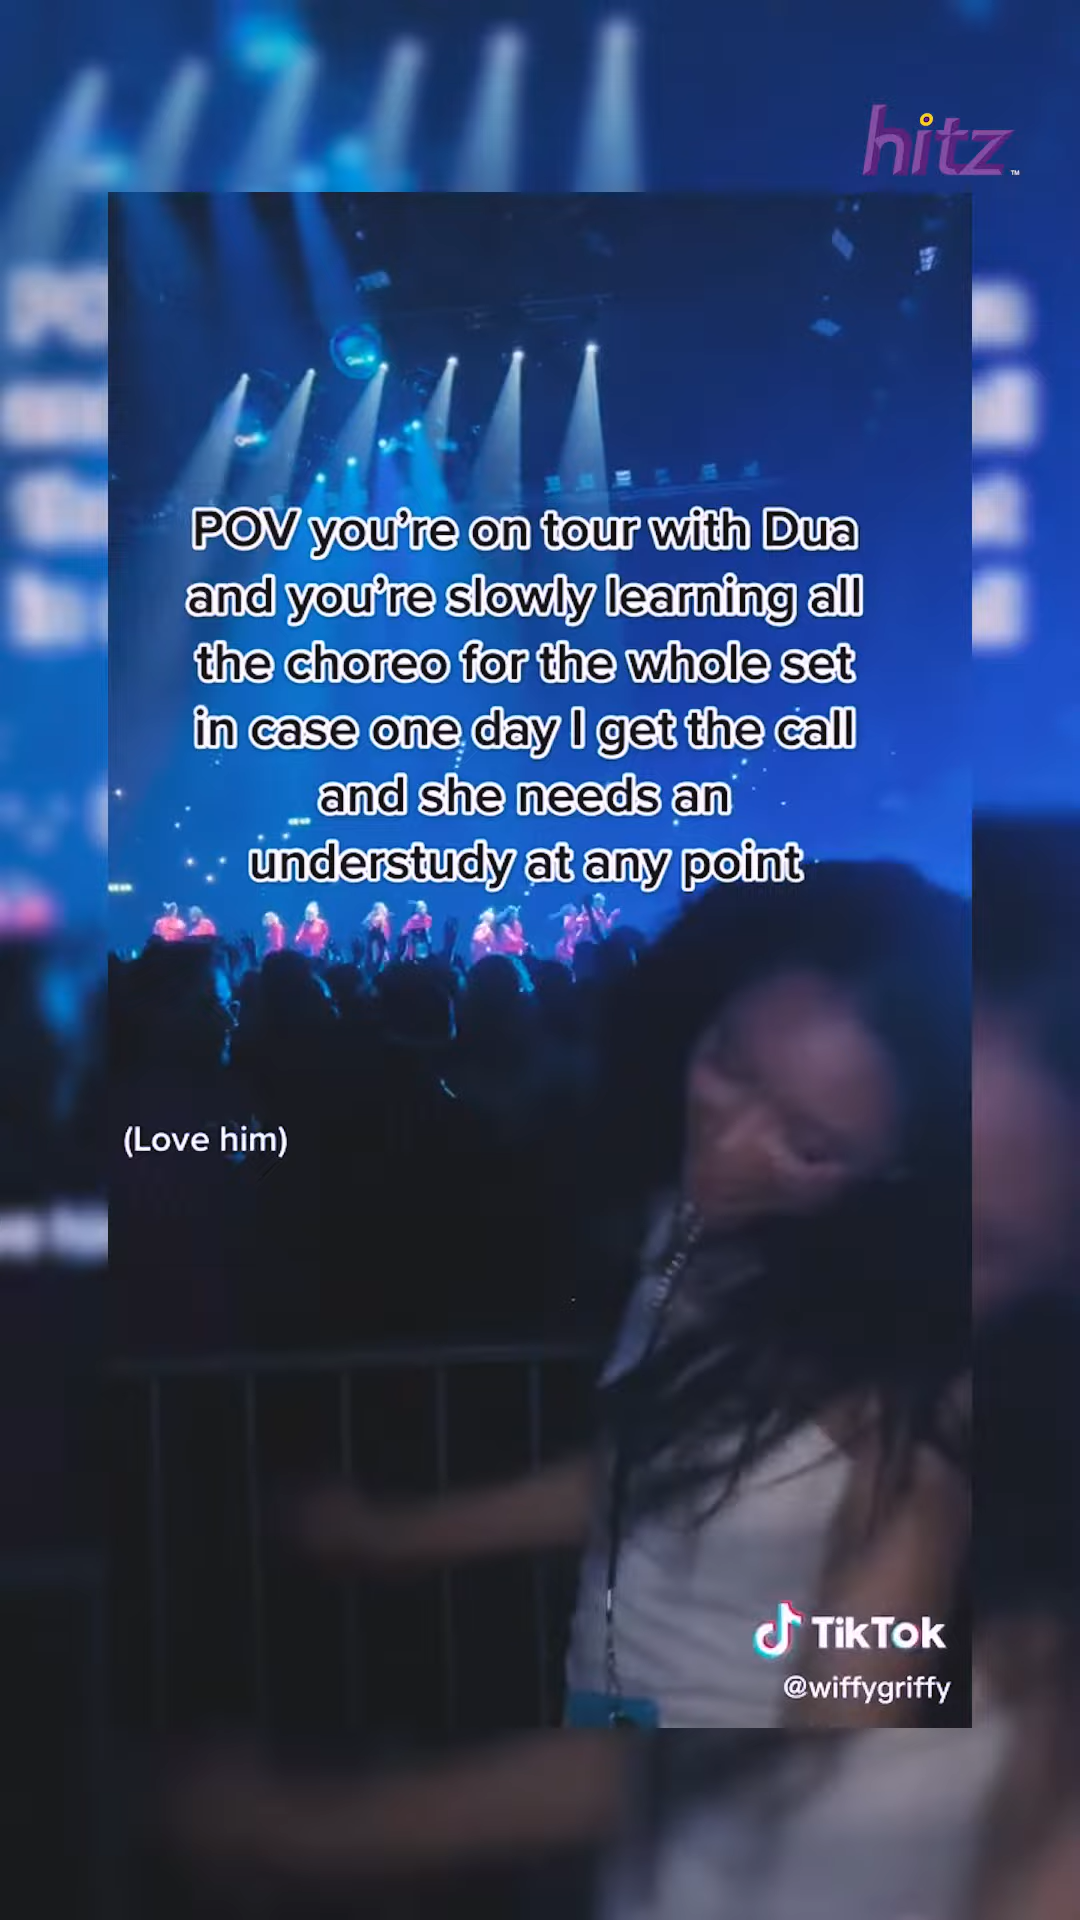 hitz™
POV you’re on tour with Dua
and you’re slowly learning all
the choreo for the whole set
in case one day I get the call
and she needs an
understudy at any point
(Love him)
TikTok
@wiffygriffy